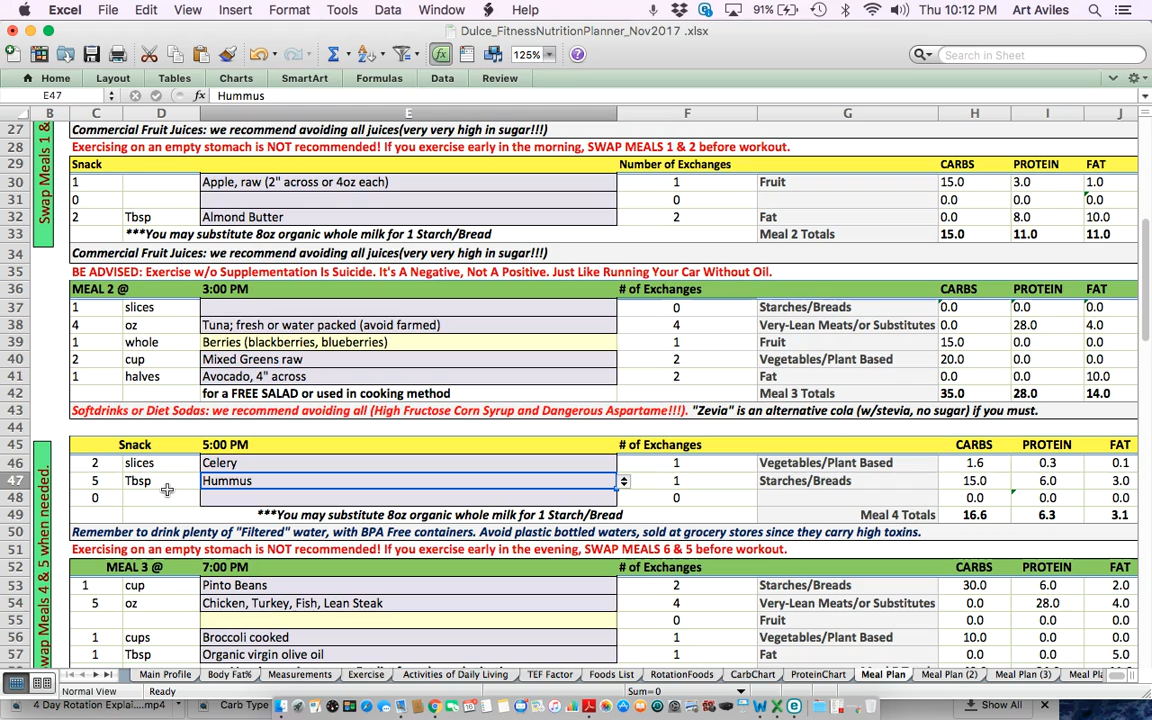 Excel File Edit View Insert Format Tools Data Window Help 91% Thu 10:12 PM Art Aviles
Dulce_FitnessNutritionPlanner_Nov2017 .xlsx
125% Search in Sheet
Home Layout Tables Charts SmartArt Formulas Data Review
E47 fx Hummus
B C D E F G H I J
27 Commercial Fruit Juices: we recommend avoiding all juices(very very high in sugar!!!)
28 Exercising on an empty stomach is NOT recommended! If you exercise early in the morning, SWAP MEALS 1 & 2 before workout.
29 Snack Number of Exchanges CARBS PROTEIN FAT
30 1 Apple, raw (2" across or 4oz each) 1 Fruit 15.0 3.0 1.0
31 0 0 0.0 0.0 0.0
32 2 Tbsp Almond Butter 2 Fat 0.0 8.0 10.0
33 ***You may substitute 8oz organic whole milk for 1 Starch/Bread Meal 2 Totals 15.0 11.0 11.0
34 Commercial Fruit Juices: we recommend avoiding all juices(very very high in sugar!!!)
35 BE ADVISED: Exercise w/o Supplementation Is Suicide. It's A Negative, Not A Positive. Just Like Running Your Car Without Oil.
36 MEAL 2 @ 3:00 PM # of Exchanges CARBS PROTEIN FAT
37 1 slices 0 Starches/Breads 0.0 0.0 0.0
38 4 oz Tuna; fresh or water packed (avoid farmed) 4 Very-Lean Meats/or Substitutes 0.0 28.0 4.0
39 1 whole Berries (blackberries, blueberries) 1 Fruit 15.0 0.0 0.0
40 2 cup Mixed Greens raw 2 Vegetables/Plant Based 20.0 0.0 0.0
41 1 halves Avocado, 4" across 2 Fat 0.0 0.0 10.0
42 for a FREE SALAD or used in cooking method Meal 3 Totals 35.0 28.0 14.0
43 Softdrinks or Diet Sodas: we recommend avoiding all (High Fructose Corn Syrup and Dangerous Aspartame!!!). "Zevia" is an alternative cola (w/stevia, no sugar) if you must.
44
45 Snack 5:00 PM # of Exchanges CARBS PROTEIN FAT
46 2 slices Celery 1 Vegetables/Plant Based 1.6 0.3 0.1
47 5 Tbsp Hummus 1 Starches/Breads 15.0 6.0 3.0
48 0 0 0.0 0.0 0.0
49 ***You may substitute 8oz organic whole milk for 1 Starch/Bread Meal 4 Totals 16.6 6.3 3.1
50 Remember to drink plenty of "Filtered" water, with BPA Free containers. Avoid plastic bottled waters, sold at grocery stores since they carry high toxins.
51 Exercising on an empty stomach is NOT recommended! If you exercise early in the evening, SWAP MEALS 6 & 5 before workout.
52 MEAL 3 @ 7:00 PM # of Exchanges CARBS PROTEIN FAT
53 1 cup Pinto Beans 2 Starches/Breads 30.0 6.0 2.0
54 5 oz Chicken, Turkey, Fish, Lean Steak 4 Very-Lean Meats/or Substitutes 0.0 28.0 4.0
55 0 Fruit 0.0 0.0 0.0
56 1 cups Broccoli cooked 1 Vegetables/Plant Based 10.0 0.0 0.0
57 1 Tbsp Organic virgin olive oil 1 Fat 0.0 0.0 5.0
Swap Meals 1 &
wap Meals 4 & 5 when needed.
Main Profile Body Fat% Measurements Exercise Activities of Daily Living TEF Factor Foods List RotationFoods CarbChart ProteinChart Meal Plan Meal Plan (2) Meal Plan (3) Meal Pl
Normal View Ready Sum=0
4 Day Rotation Explai....mp4 Carb Type Show All